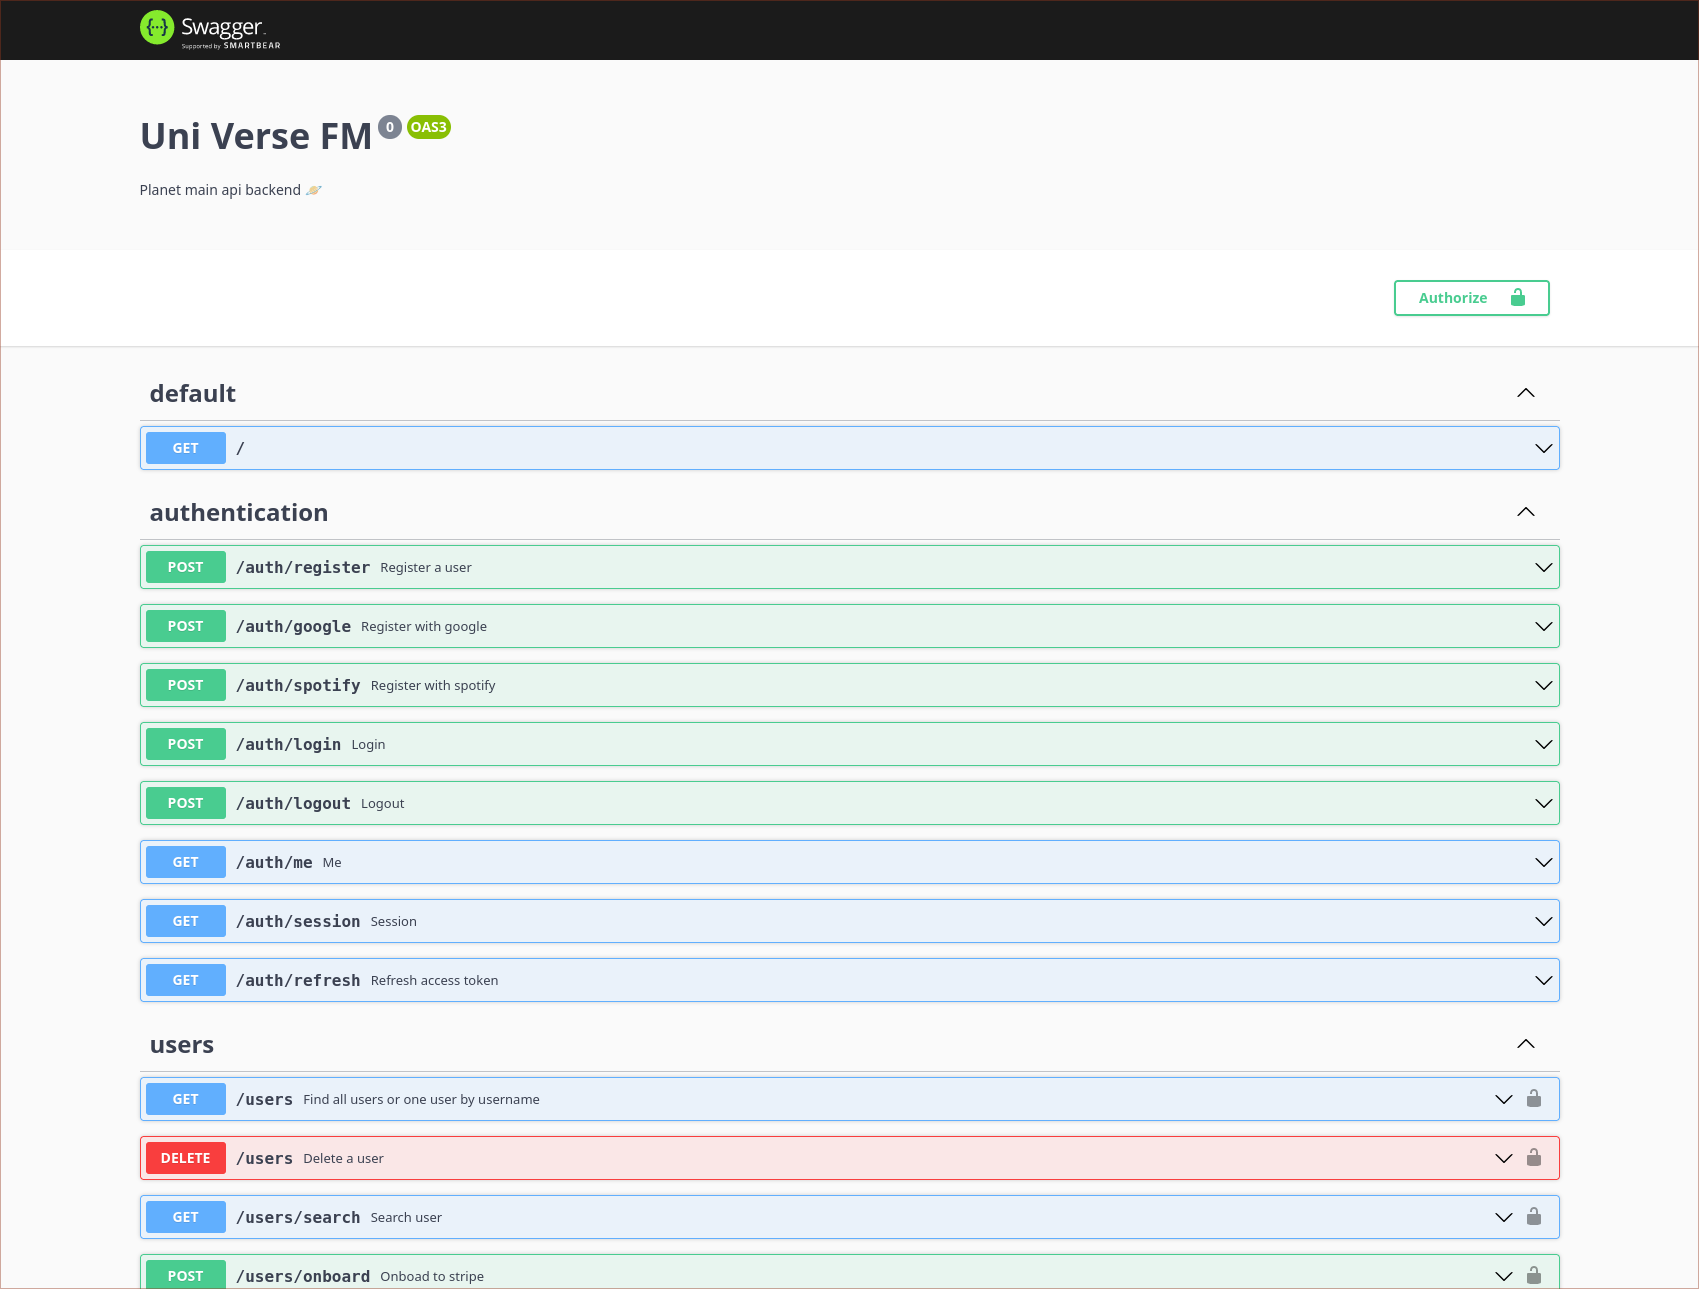 Swagger
Supported by SMARTBEAR
Uni Verse FM 0 OAS3
Planet main api backend 🪐
Authorize
default
GET /
authentication
POST /auth/register Register a user
POST /auth/google Register with google
POST /auth/spotify Register with spotify
POST /auth/login Login
POST /auth/logout Logout
GET /auth/me Me
GET /auth/session Session
GET /auth/refresh Refresh access token
users
GET /users Find all users or one user by username
DELETE /users Delete a user
GET /users/search Search user
POST /users/onboard Onboad to stripe